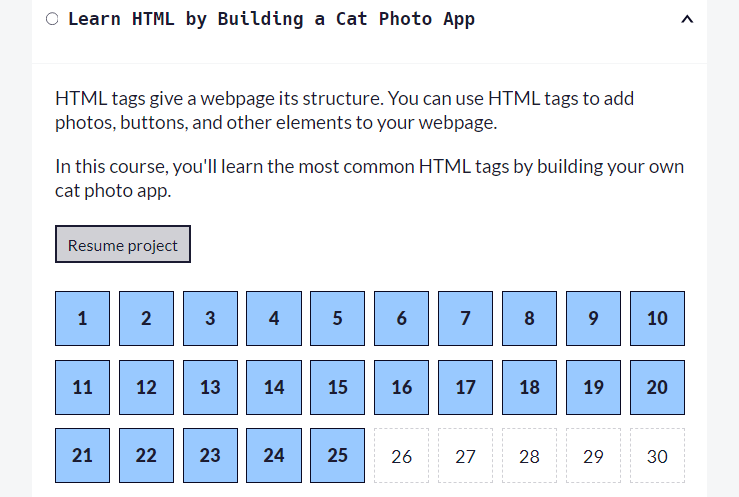 Learn HTML by Building a Cat Photo App
HTML tags give a webpage its structure. You can use HTML tags to add
photos, buttons, and other elements to your webpage.
In this course, you'll learn the most common HTML tags by building your own
cat photo app.
Resume project
1 2 3 4 5 6 7 8 9 10
11 12 13 14 15 16 17 18 19 20
21 22 23 24 25 26 27 28 29 30